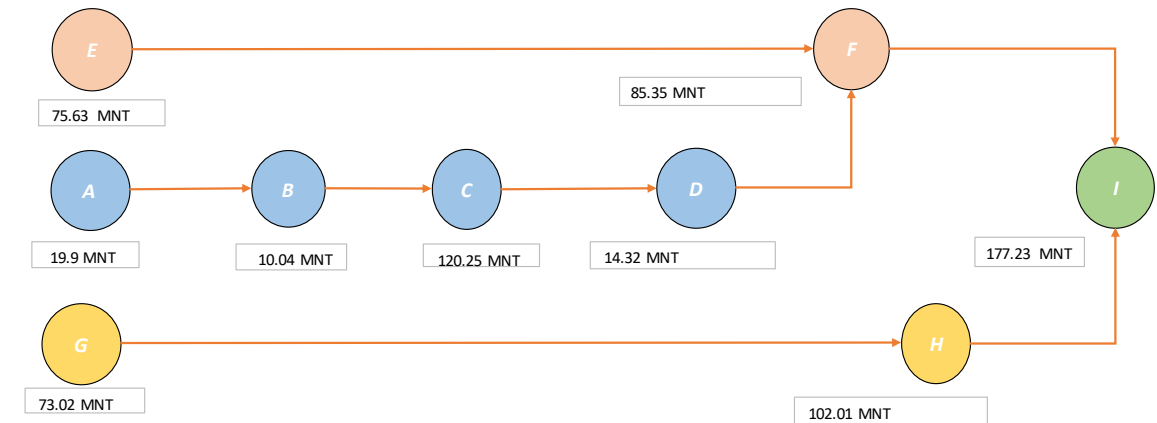 E
F
75.63 MNT
85.35 MNT
A
B
C
D
I
19.9 MNT
10.04 MNT
120.25 MNT
14.32 MNT
177.23 MNT
G
H
73.02 MNT
102.01 MNT